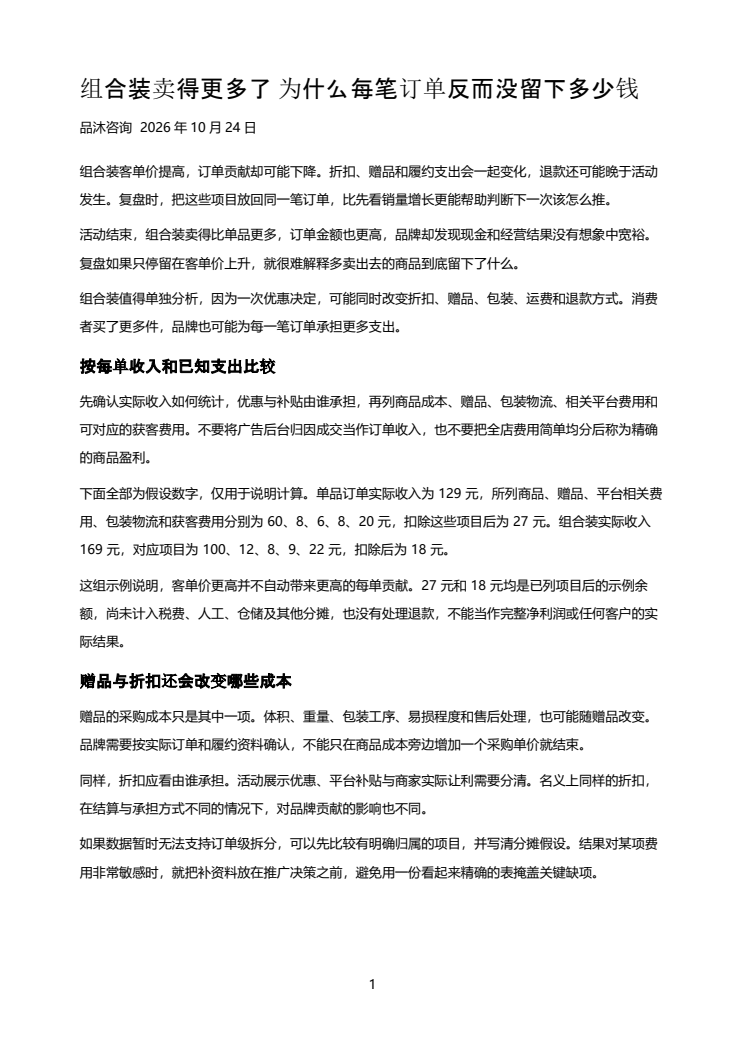 组合装卖得更多了 为什么每笔订单反而没留下多少钱
品沐咨询 2026 年 10 月 24 日
组合装客单价提高，订单贡献却可能下降。折扣、赠品和履约支出会一起变化，退款还可能晚于活动
发生。复盘时，把这些项目放回同一笔订单，比先看销量增长更能帮助判断下一次该怎么推。
活动结束，组合装卖得比单品更多，订单金额也更高，品牌却发现现金和经营结果没有想象中宽裕。
复盘如果只停留在客单价上升，就很难解释多卖出去的商品到底留下了什么。
组合装值得单独分析，因为一次优惠决定，可能同时改变折扣、赠品、包装、运费和退款方式。消费
者买了更多件，品牌也可能为每一笔订单承担更多支出。
按每单收入和已知支出比较
先确认实际收入如何统计，优惠与补贴由谁承担，再列商品成本、赠品、包装物流、相关平台费用和
可对应的获客费用。不要将广告后台归因成交当作订单收入，也不要把全店费用简单均分后称为精确
的商品盈利。
下面全部为假设数字，仅用于说明计算。单品订单实际收入为 129 元，所列商品、赠品、平台相关费
用、包装物流和获客费用分别为 60、8、6、8、20 元，扣除这些项目后为 27 元。组合装实际收入
169 元，对应项目为 100、12、8、9、22 元，扣除后为 18 元。
这组示例说明，客单价更高并不自动带来更高的每单贡献。27 元和 18 元均是已列项目后的示例余
额，尚未计入税费、人工、仓储及其他分摊，也没有处理退款，不能当作完整净利润或任何客户的实
际结果。
赠品与折扣还会改变哪些成本
赠品的采购成本只是其中一项。体积、重量、包装工序、易损程度和售后处理，也可能随赠品改变。
品牌需要按实际订单和履约资料确认，不能只在商品成本旁边增加一个采购单价就结束。
同样，折扣应看由谁承担。活动展示优惠、平台补贴与商家实际让利需要分清。名义上同样的折扣，
在结算与承担方式不同的情况下，对品牌贡献的影响也不同。
如果数据暂时无法支持订单级拆分，可以先比较有明确归属的项目，并写清分摊假设。结果对某项费
用非常敏感时，就把补资料放在推广决策之前，避免用一份看起来精确的表掩盖关键缺项。
1